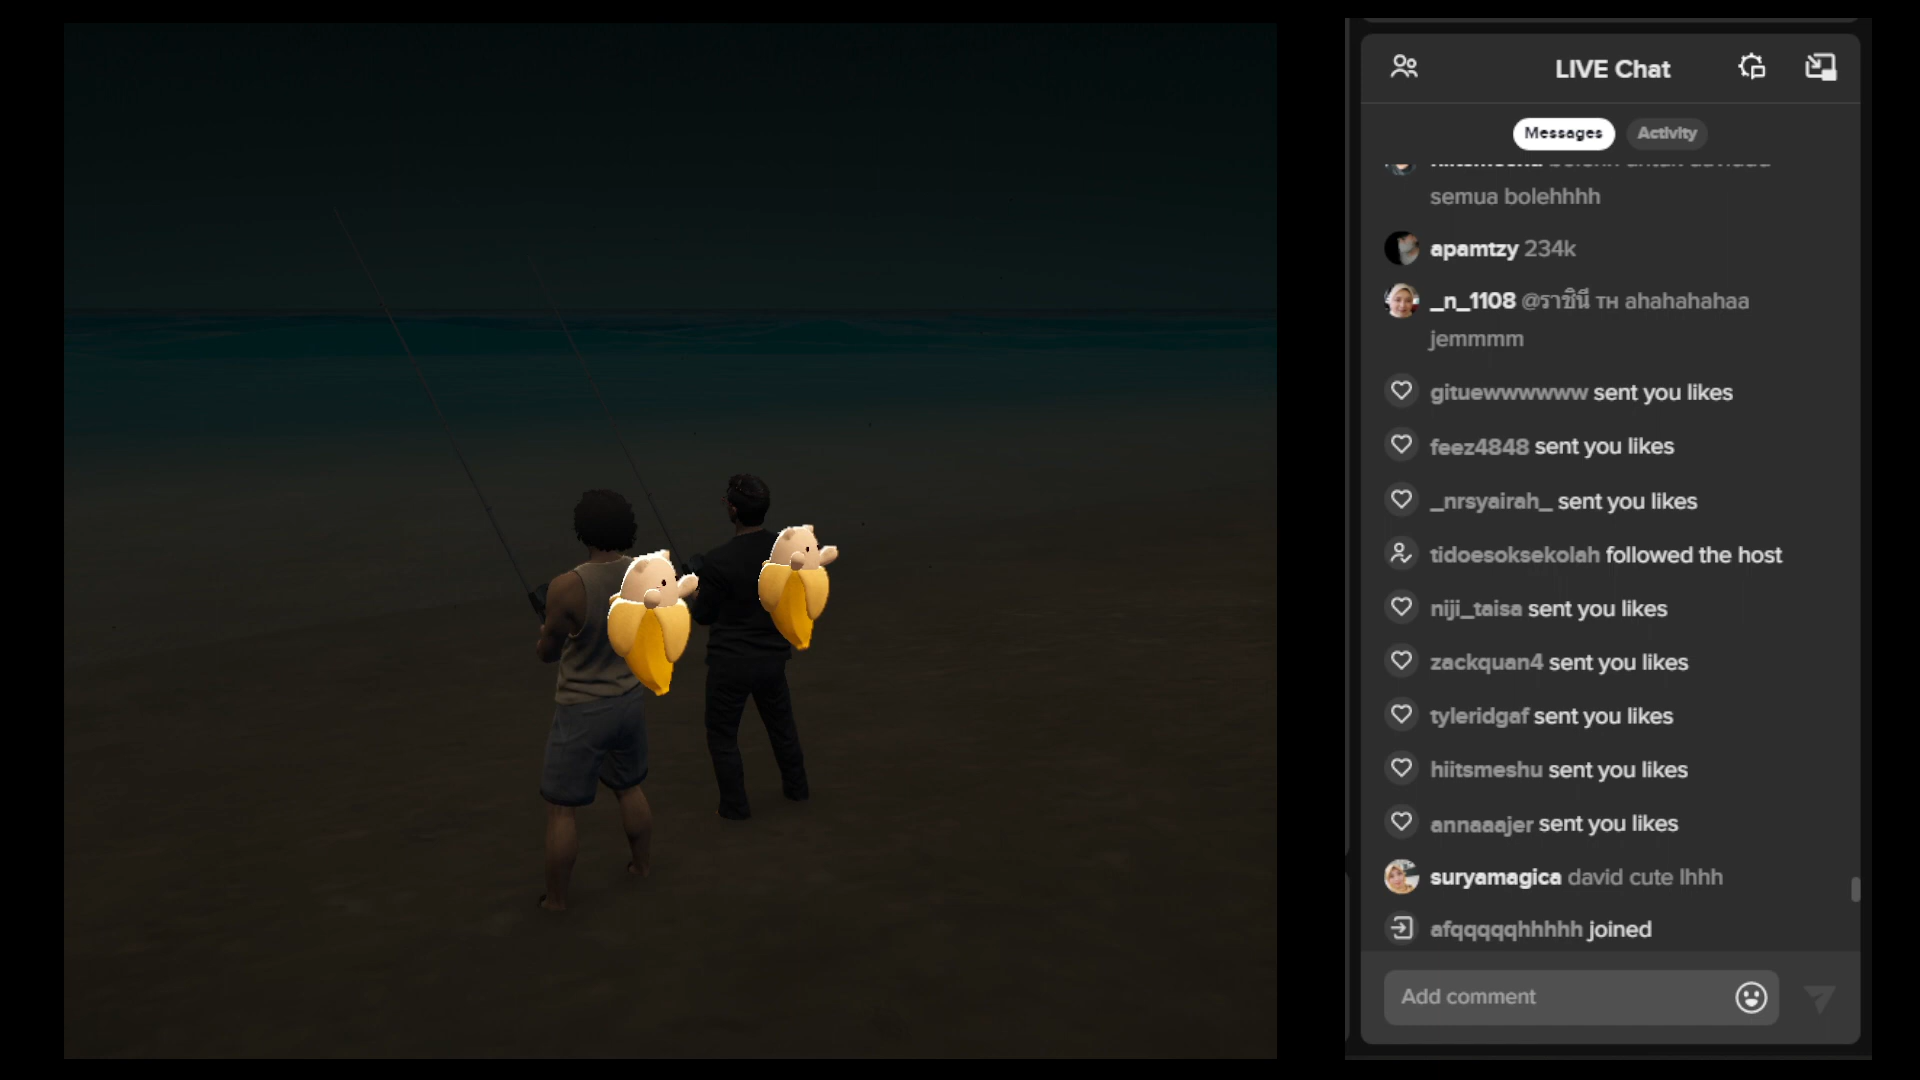 LIVE Chat
Messages
Activity
semua bolehhhh
apamtzy 234k
_n_1108 @ราชินี ᴛʜ ahahahahaa
jemmmm
gituewwwwww sent you likes
feez4848 sent you likes
_nrsyairah_ sent you likes
tidoesoksekolah followed the host
niji_taisa sent you likes
zackquan4 sent you likes
tyleridgaf sent you likes
hiitsmeshu sent you likes
annaaajer sent you likes
suryamagica david cute lhhh
afqqqqqhhhhh joined
Add comment